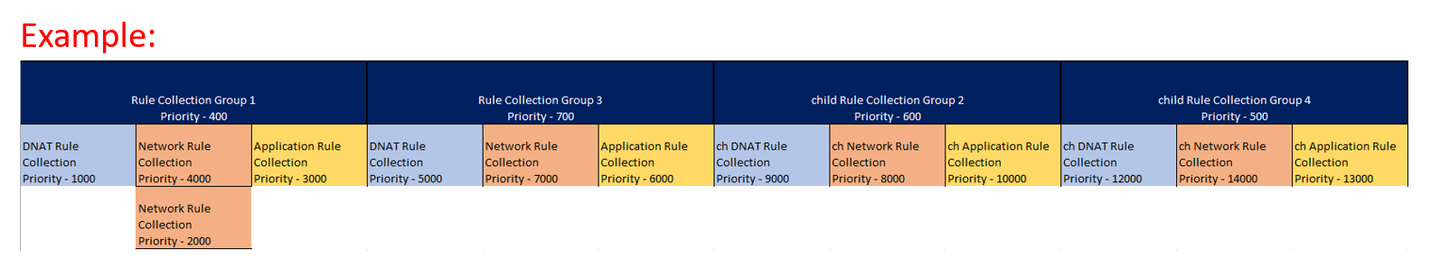 Example:
Rule Collection Group 1
Priority - 400
Rule Collection Group 3
Priority - 700
child Rule Collection Group 2
Priority - 600
child Rule Collection Group 4
Priority - 500
DNAT Rule
Collection
Priority - 1000
Network Rule
Collection
Priority - 4000
Application Rule
Collection
Priority - 3000
DNAT Rule
Collection
Priority - 5000
Network Rule
Collection
Priority - 7000
Application Rule
Collection
Priority - 6000
ch DNAT Rule
Collection
Priority - 9000
ch Network Rule
Collection
Priority - 8000
ch Application Rule
Collection
Priority - 10000
ch DNAT Rule
Collection
Priority - 12000
ch Network Rule
Collection
Priority - 14000
ch Application Rule
Collection
Priority - 13000
Network Rule
Collection
Priority - 2000